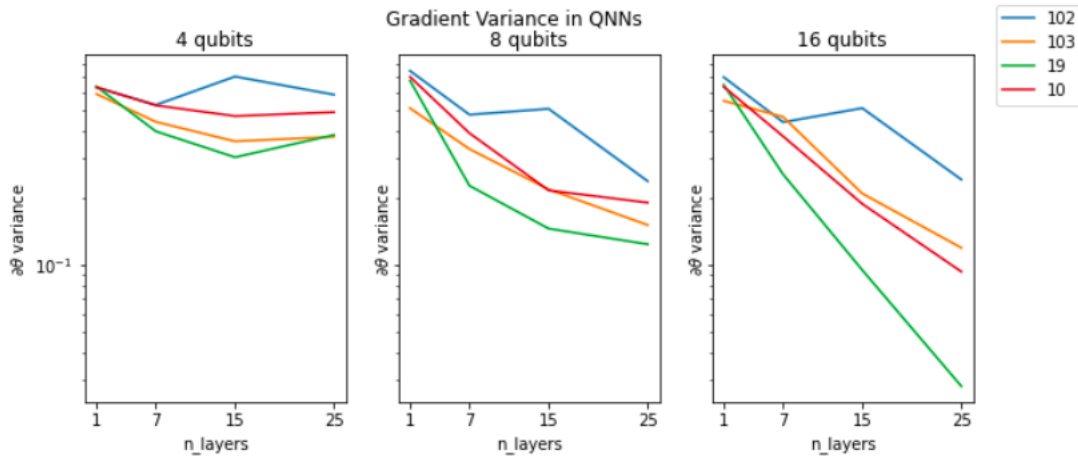 Gradient Variance in QNNs
4 qubits
8 qubits
16 qubits
102
103
19
10
∂θ variance
10⁻¹
1
7
15
25
n_layers
∂θ variance
1
7
15
25
n_layers
∂θ variance
1
7
15
25
n_layers